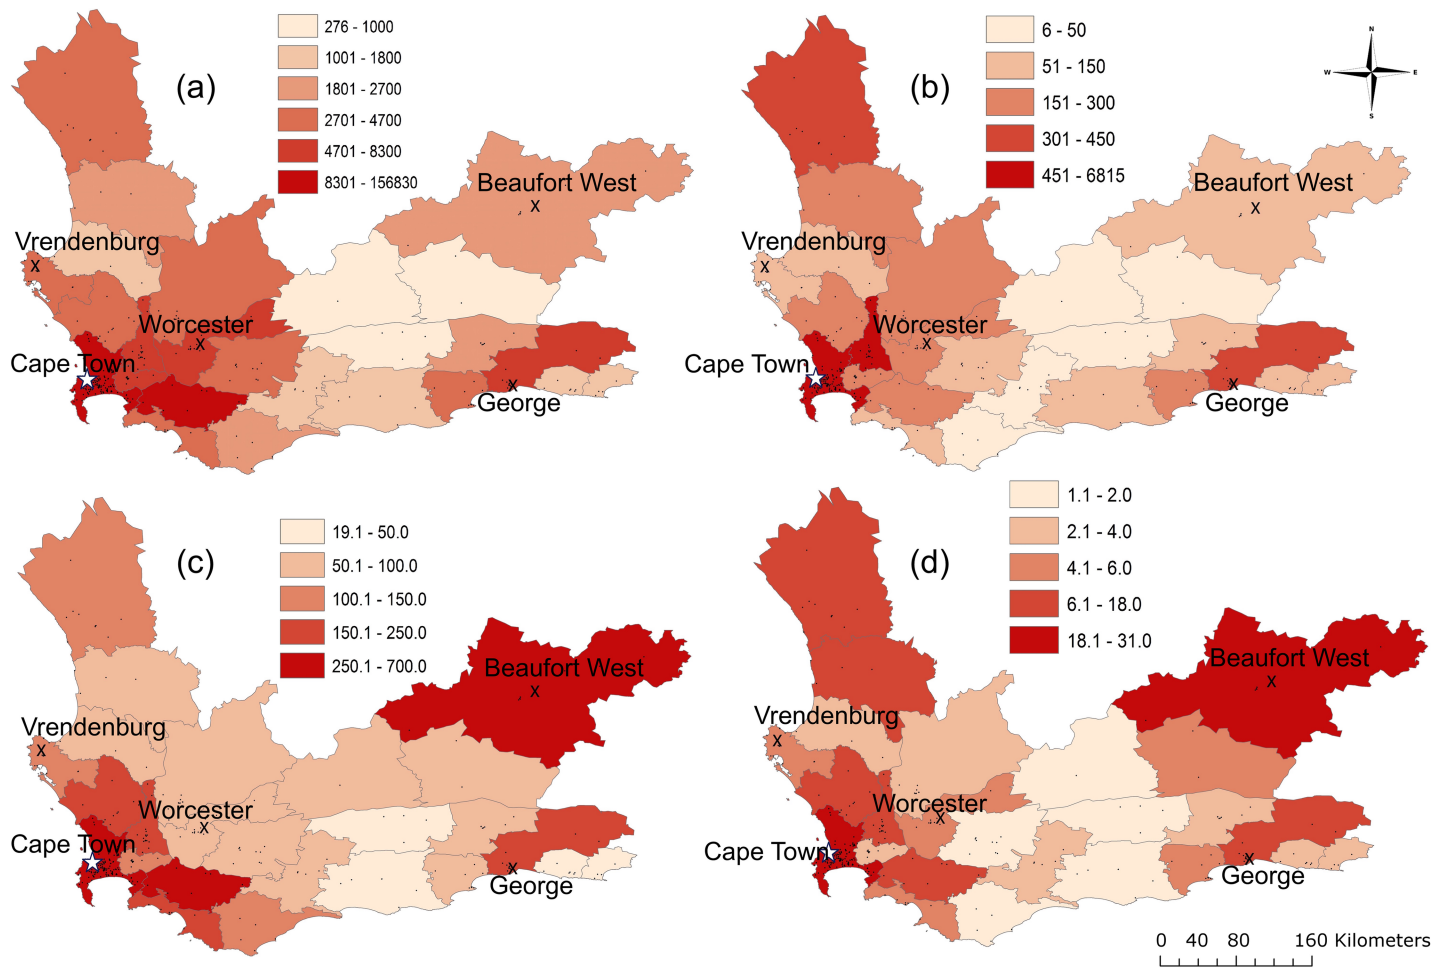 (a)
276 - 1000
1001 - 1800
1801 - 2700
2701 - 4700
4701 - 8300
8301 - 156830
Beaufort West
X
Vrendenburg
X
Worcester
X
Cape Town
X
George
(b)
6 - 50
51 - 150
151 - 300
301 - 450
451 - 6815
N
W
E
S
Beaufort West
X
Vrendenburg
X
Worcester
X
Cape Town
X
George
(c)
19.1 - 50.0
50.1 - 100.0
100.1 - 150.0
150.1 - 250.0
250.1 - 700.0
Beaufort West
X
Vrendenburg
X
Worcester
X
Cape Town
X
George
(d)
1.1 - 2.0
2.1 - 4.0
4.1 - 6.0
6.1 - 18.0
18.1 - 31.0
Beaufort West
X
Vrendenburg
X
Worcester
X
Cape Town
X
George
0 40 80 160 Kilometers